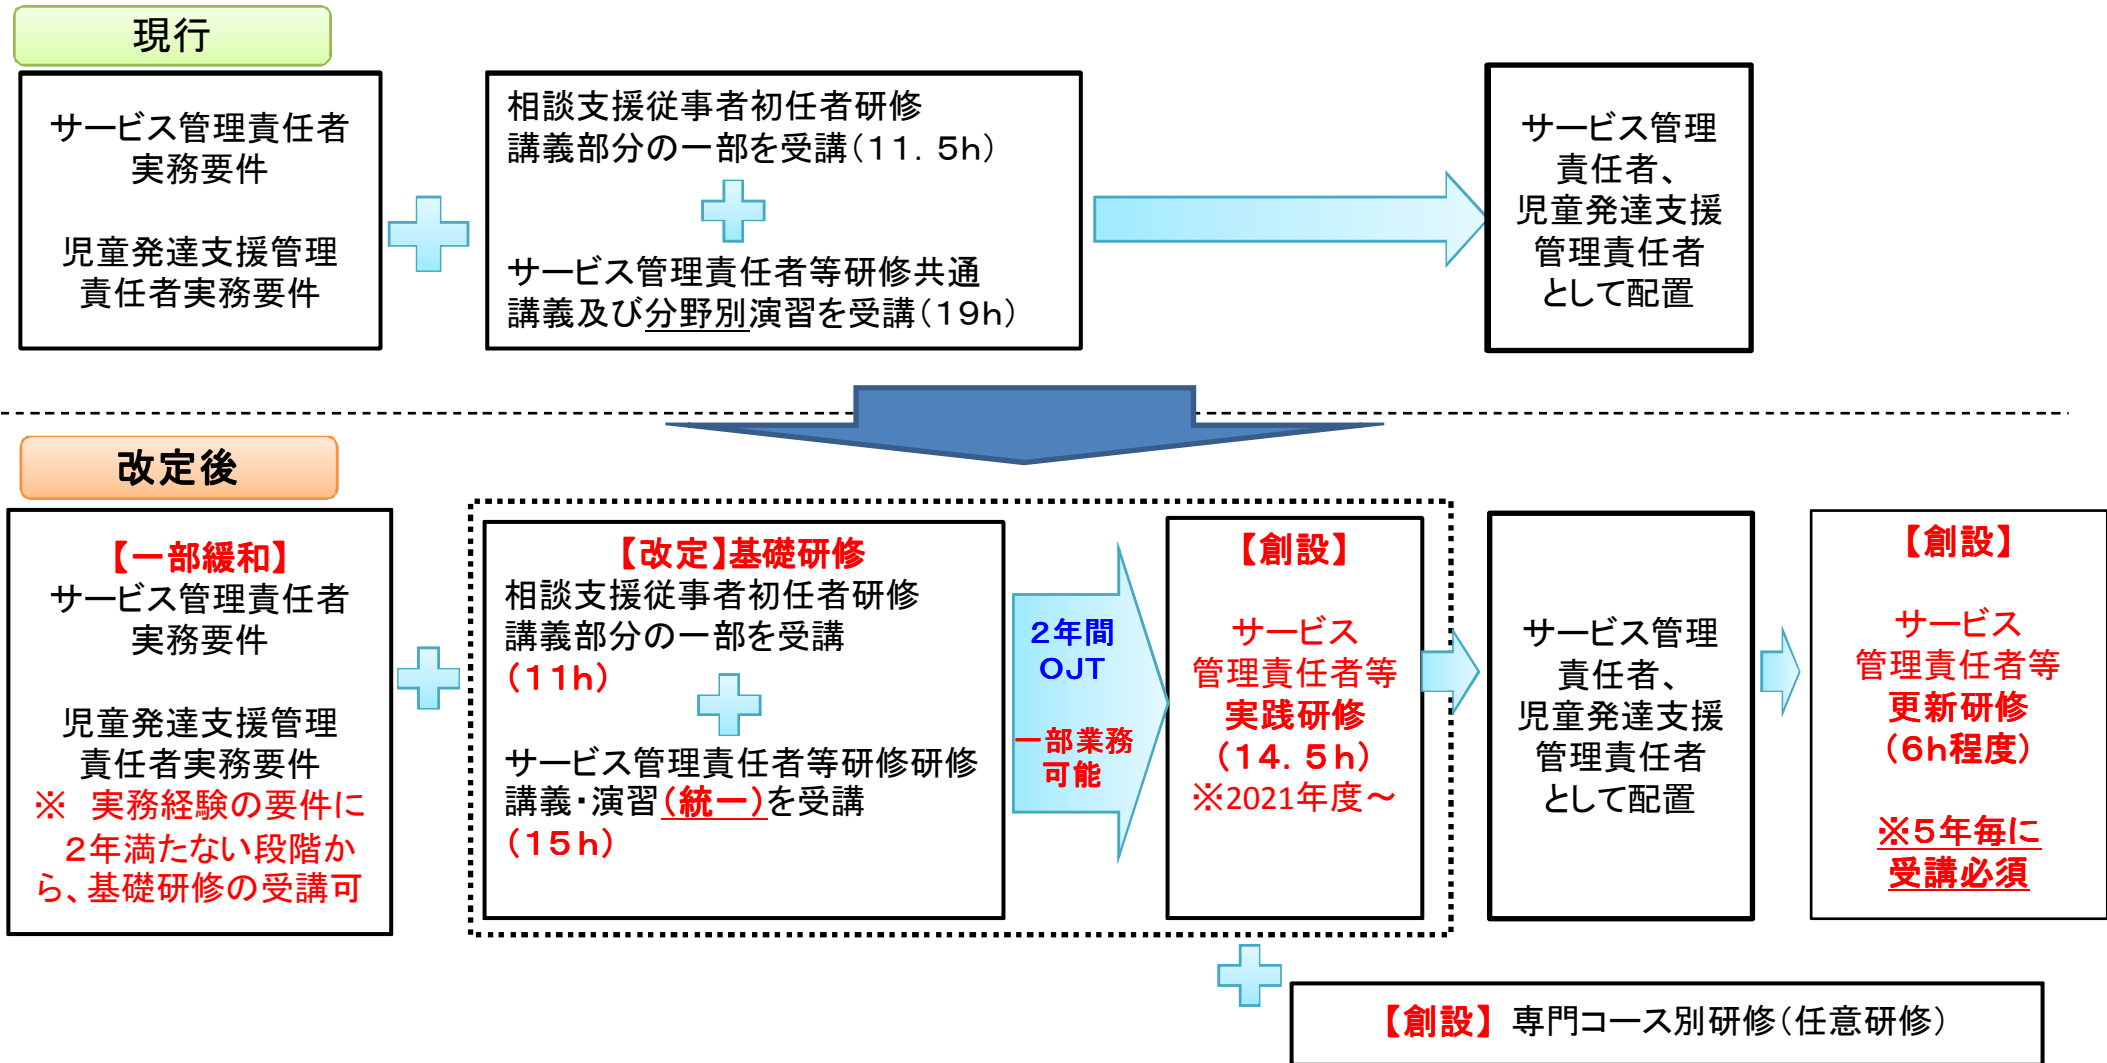 現行
サービス管理責任者
実務要件
児童発達支援管理
責任者実務要件
相談支援従事者初任者研修
講義部分の一部を受講(11.5h)
サービス管理責任者等研修共通
講義及び分野別演習を受講(19h)
サービス管理
責任者、
児童発達支援
管理責任者
として配置
改定後
【一部緩和】
サービス管理責任者
実務要件
児童発達支援管理
責任者実務要件
※ 実務経験の要件に
2年満たない段階か
ら、基礎研修の受講可
【改定】基礎研修
相談支援従事者初任者研修
講義部分の一部を受講
(11h)
サービス管理責任者等研修研修
講義・演習(統一)を受講
(15h)
2年間
OJT
一部業務
可能
【創設】
サービス
管理責任者等
実践研修
(14.5h)
※2021年度~
サービス管理
責任者、
児童発達支援
管理責任者
として配置
【創設】
サービス
管理責任者等
更新研修
(6h程度)
※5年毎に
受講必須
【創設】専門コース別研修(任意研修)